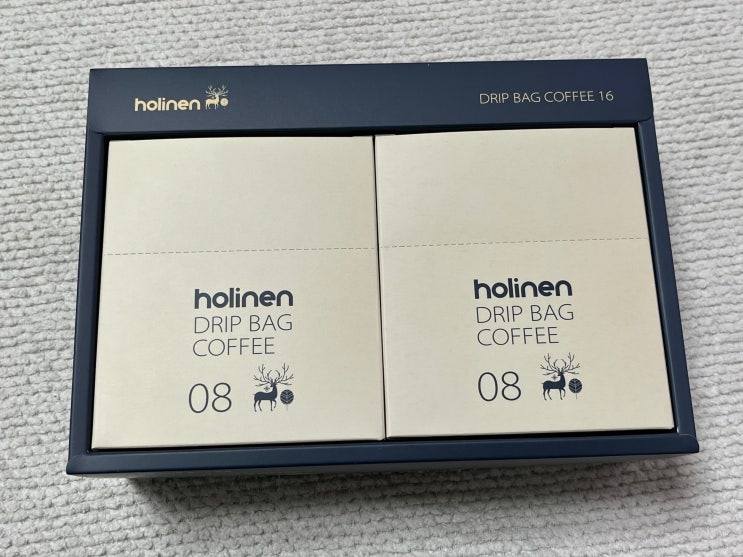 holinen
DRIP BAG COFFEE 16
holinen
DRIP BAG
COFFEE
08
holinen
DRIP BAG
COFFEE
08